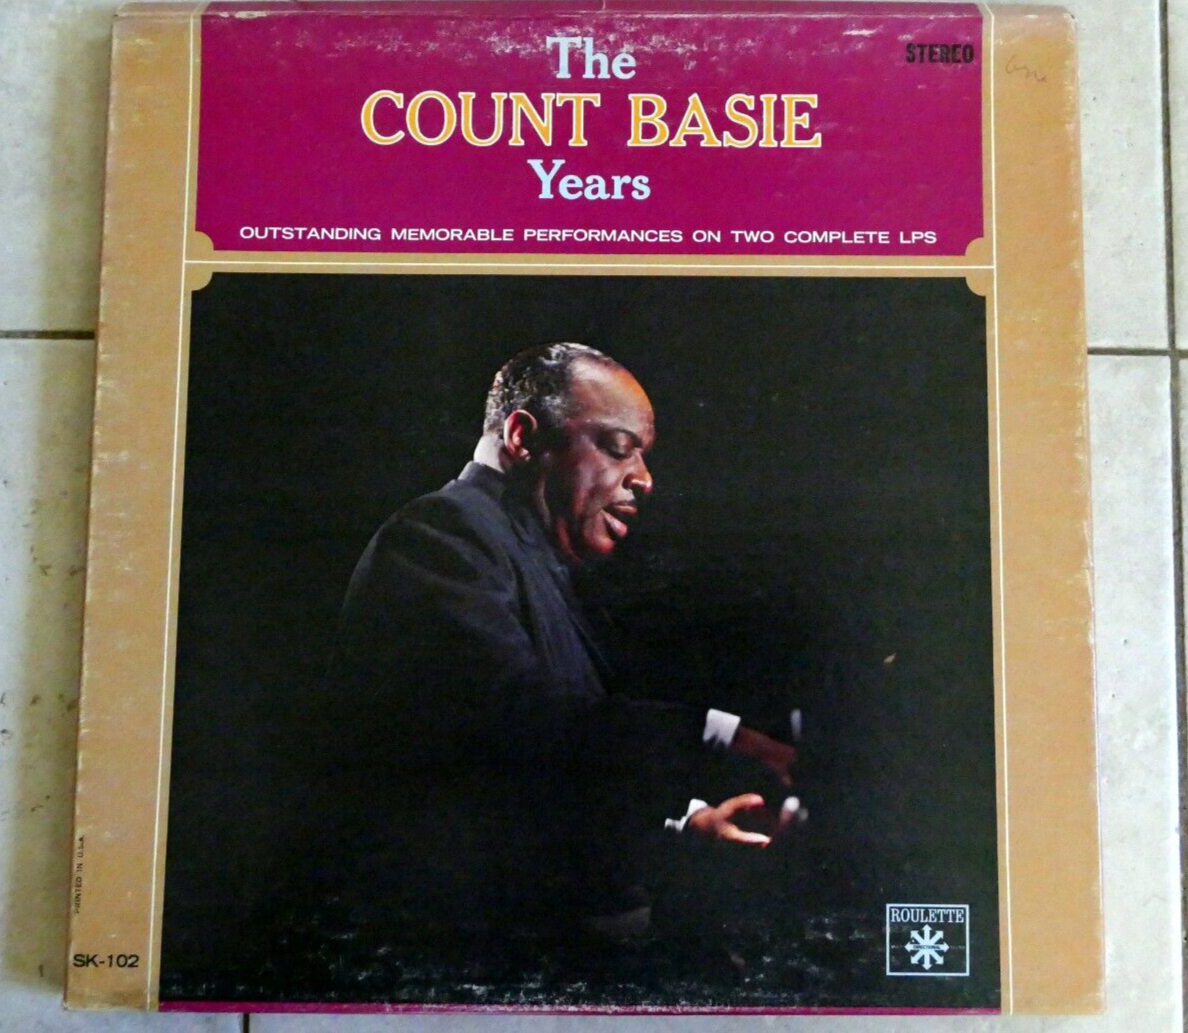 The
STEREO
COUNT BASIE
Years
OUTSTANDING MEMORABLE PERFORMANCES ON TWO COMPLETE LPS
PRINTED IN U.S.A.
SK-102
ROULETTE